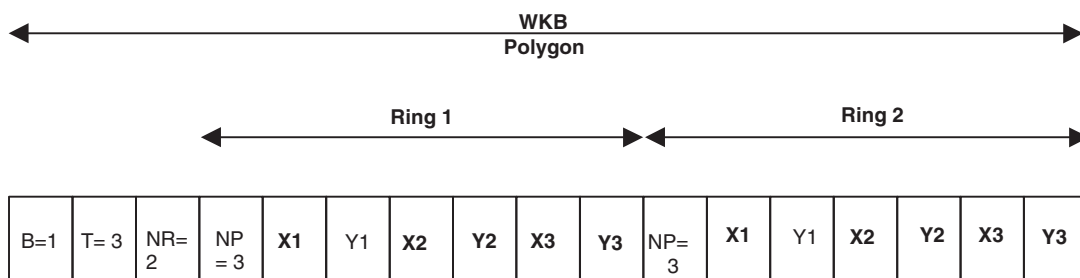 WKB
Polygon
Ring 1
Ring 2
B=1 T= 3 NR= 2 NP = 3 X1 Y1 X2 Y2 X3 Y3 NP= 3 X1 Y1 X2 Y2 X3 Y3